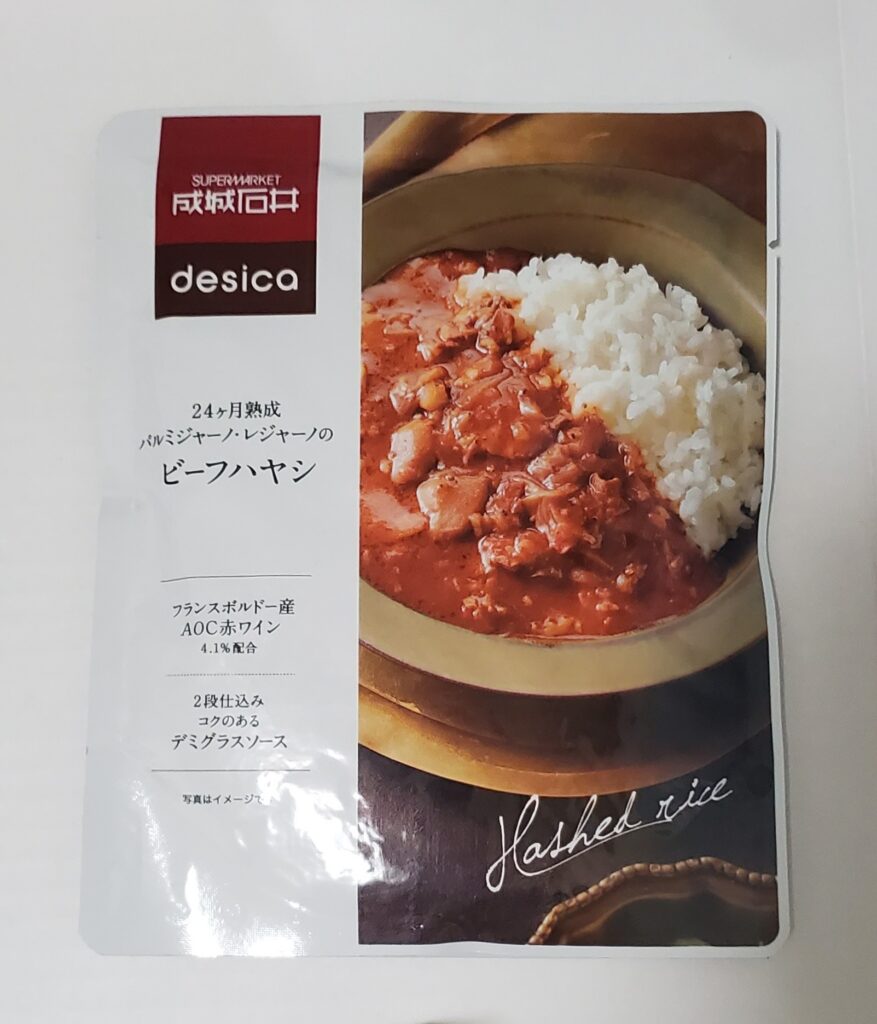 SUPERMARKET
成城石井
desica
24ヶ月熟成
パルミジャーノ・レジャーノの
ビーフハヤシ
フランスボルドー産
AOC赤ワイン
4.1%配合
2段仕込み
コクのある
デミグラスソース
写真はイメージで
Hashed rice